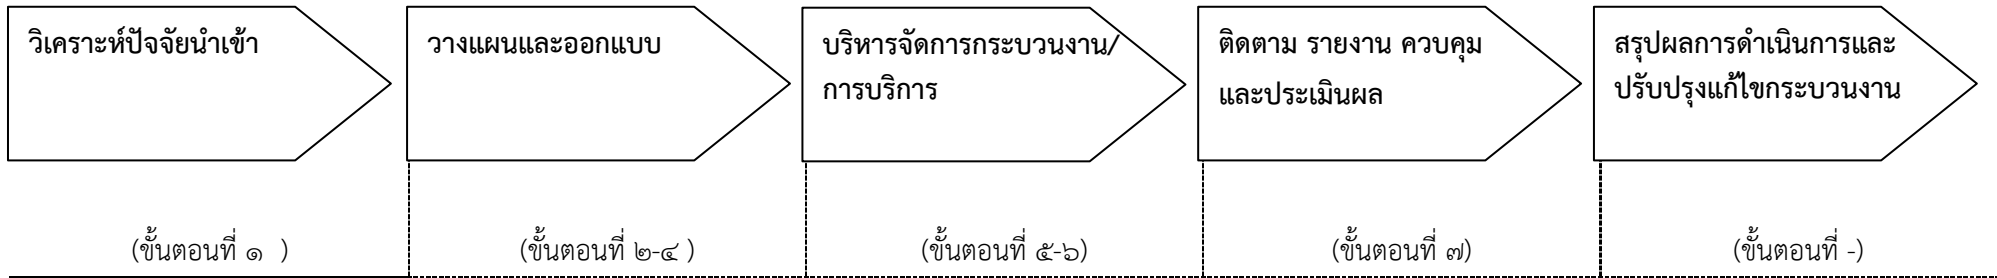 วิเคราะห์ปัจจัยนำเข้า
วางแผนและออกแบบ
บริหารจัดการกระบวนงาน/
การบริการ
ติดตาม รายงาน ควบคุม
และประเมินผล
สรุปผลการดำเนินการและ
ปรับปรุงแก้ไขกระบวนงาน
(ขั้นตอนที่ ๑ )
(ขั้นตอนที่ ๒-๔ )
(ขั้นตอนที่ ๕-๖)
(ขั้นตอนที่ ๗)
(ขั้นตอนที่ -)